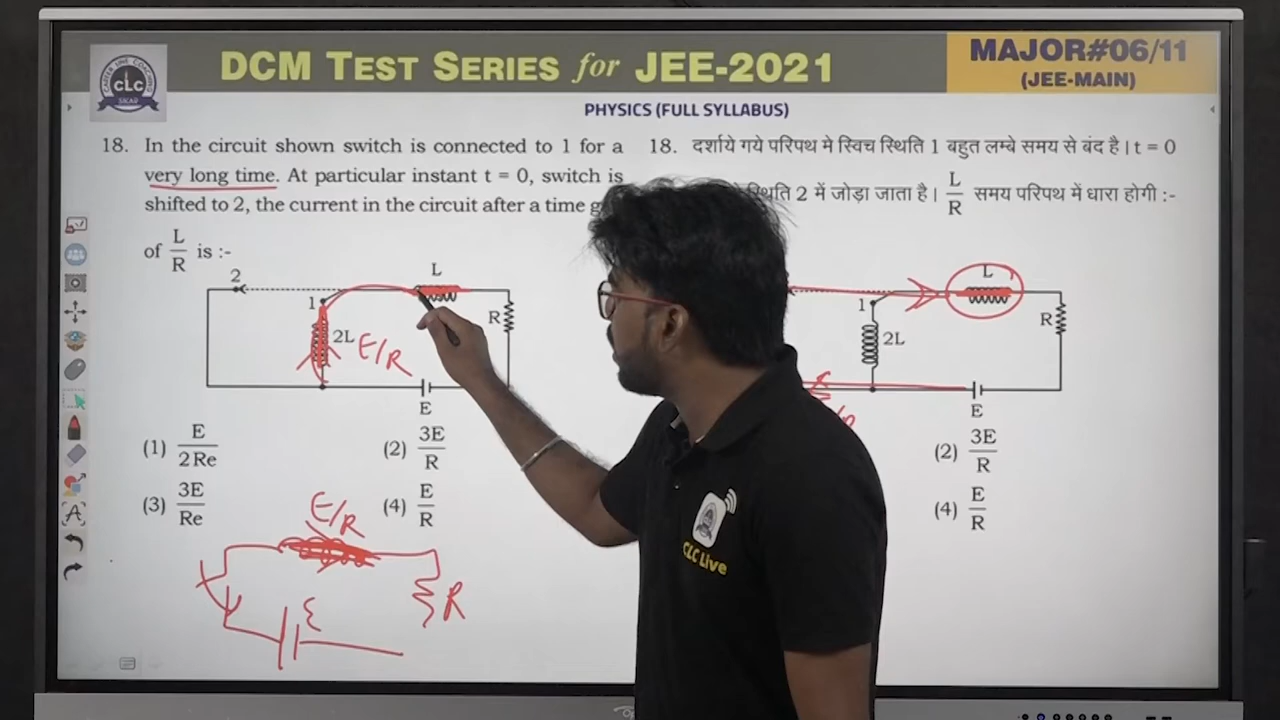 DCM TEST SERIES for JEE-2021
MAJOR#06/11
(JEE-MAIN)
CLC
PHYSICS (FULL SYLLABUS)
18. In the circuit shown switch is connected to 1 for a
very long time. At particular instant t = 0, switch is
shifted to 2, the current in the circuit after a time
of L/R is :-
2
1
L
2L
R
E
E/R
(1) E/2Re
(2) 3E/R
(3) 3E/Re
(4) E/R
E/R
R
18. दर्शाये गये परिपथ मे स्विच स्थिति 1 बहुत लम्बे समय से बंद है। t = 0
स्थिति 2 में जोड़ा जाता है। L/R समय परिपथ में धारा होगी :-
L
1
2L
R
E
(2) 3E/R
(4) E/R
CLC Live